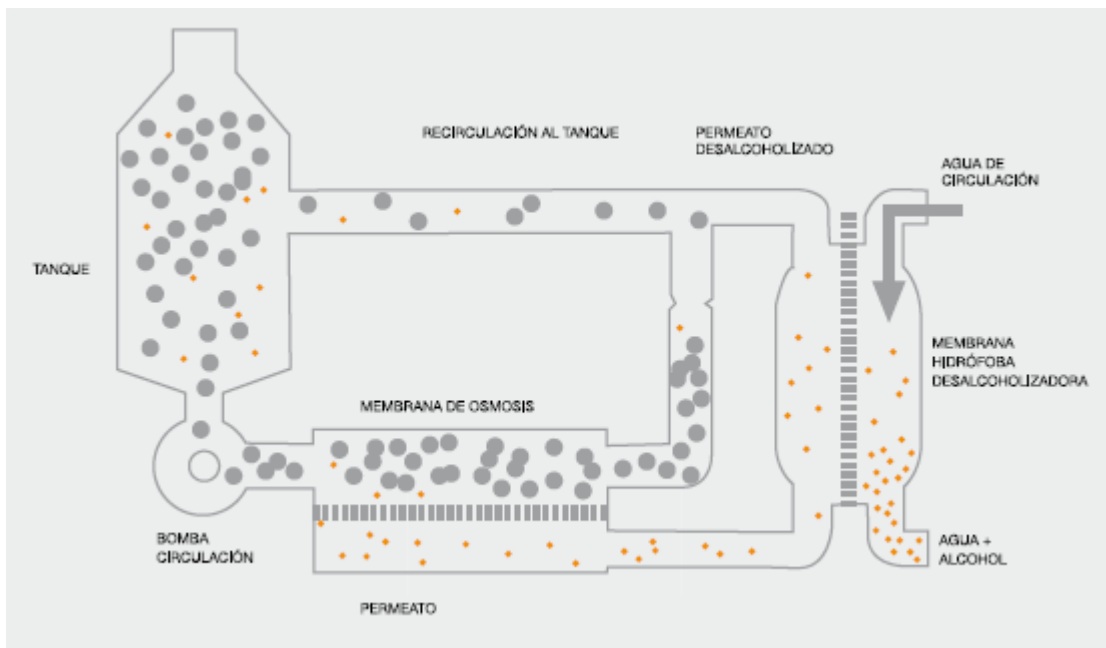 RECIRCULACIÓN AL TANQUE
PERMEATO
DESALCOHOLÍZADO
AGUA DE
CIRCULACIÓN
TANQUE
MEMBRANA
HIDRÓFOBA
DESALCOHOLIZADORA
MEMBRANA DE OSMOSIS
BOMBA
CIRCULACIÓN
AGUA +
ALCOHOL
PERMEATO